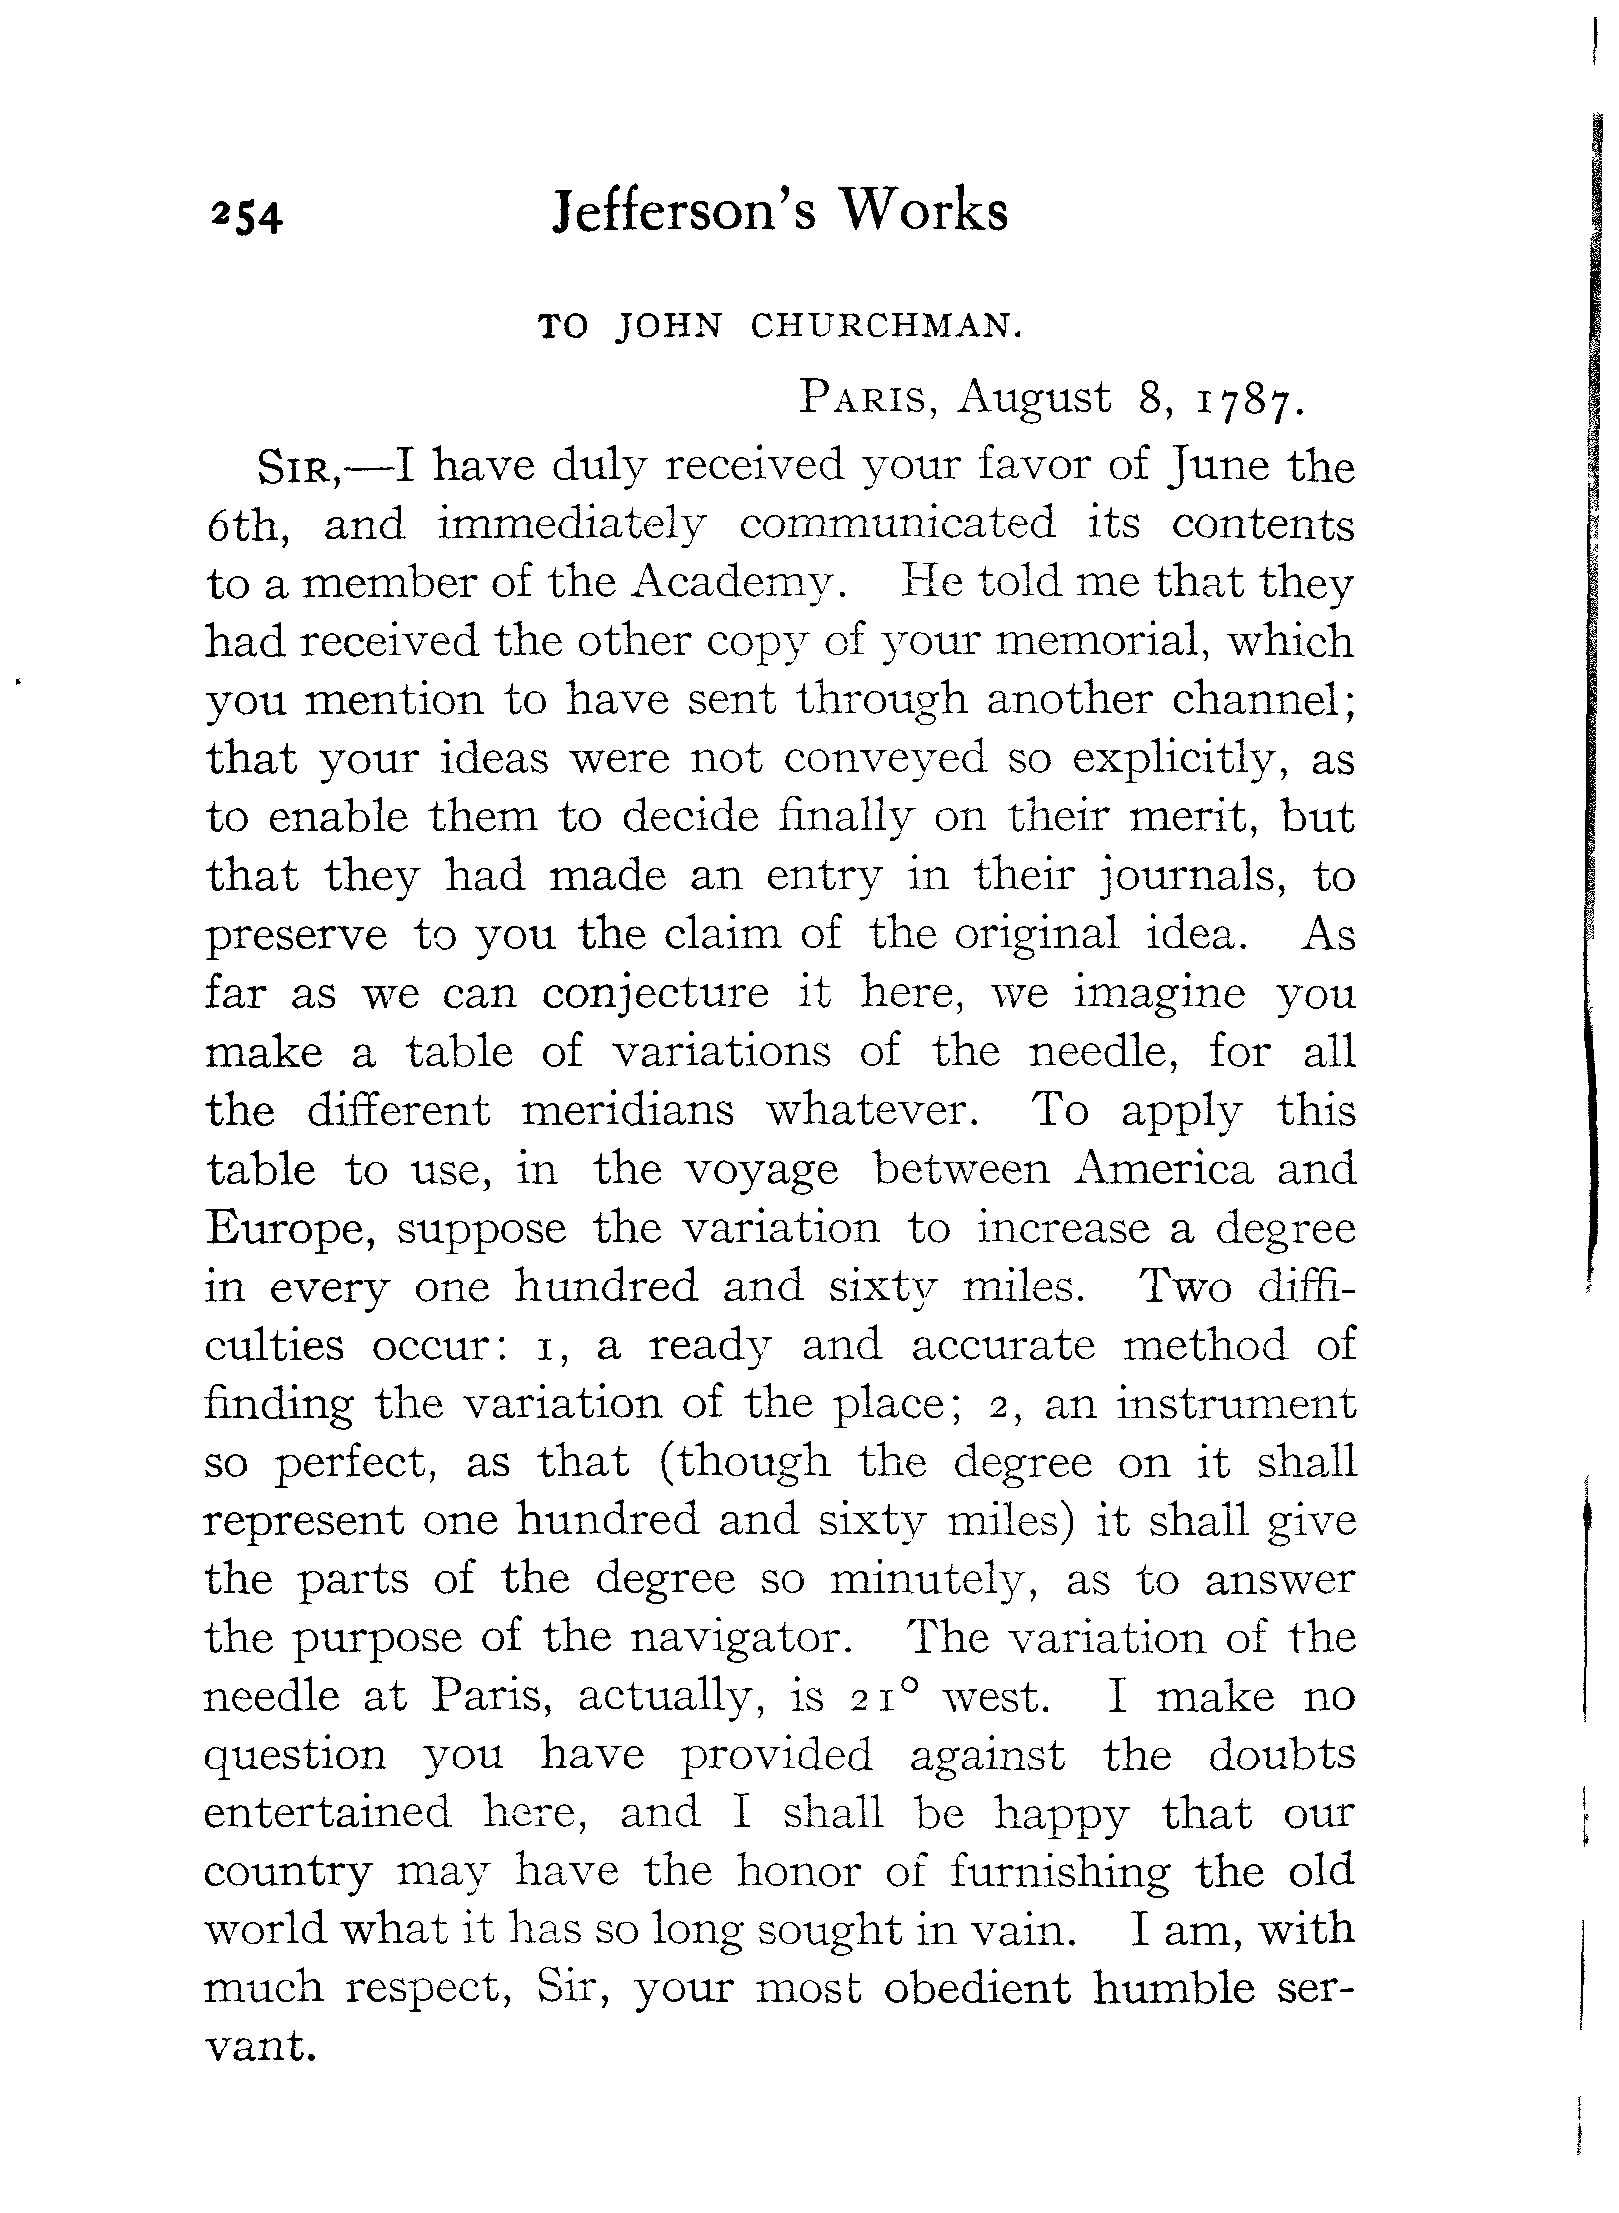 254 Jefferson's Works
TO JOHN CHURCHMAN.
PARIS, August 8, 1787.
SIR,—I have duly received your favor of June the
6th, and immediately communicated its contents
to a member of the Academy. He told me that they
had received the other copy of your memorial, which
you mention to have sent through another channel;
that your ideas were not conveyed so explicitly, as
to enable them to decide finally on their merit, but
that they had made an entry in their journals, to
preserve to you the claim of the original idea. As
far as we can conjecture it here, we imagine you
make a table of variations of the needle, for all
the different meridians whatever. To apply this
table to use, in the voyage between America and
Europe, suppose the variation to increase a degree
in every one hundred and sixty miles. Two diffi-
culties occur: 1, a ready and accurate method of
finding the variation of the place; 2, an instrument
so perfect, as that (though the degree on it shall
represent one hundred and sixty miles) it shall give
the parts of the degree so minutely, as to answer
the purpose of the navigator. The variation of the
needle at Paris, actually, is 21° west. I make no
question you have provided against the doubts
entertained here, and I shall be happy that our
country may have the honor of furnishing the old
world what it has so long sought in vain. I am, with
much respect, Sir, your most obedient humble ser-
vant.